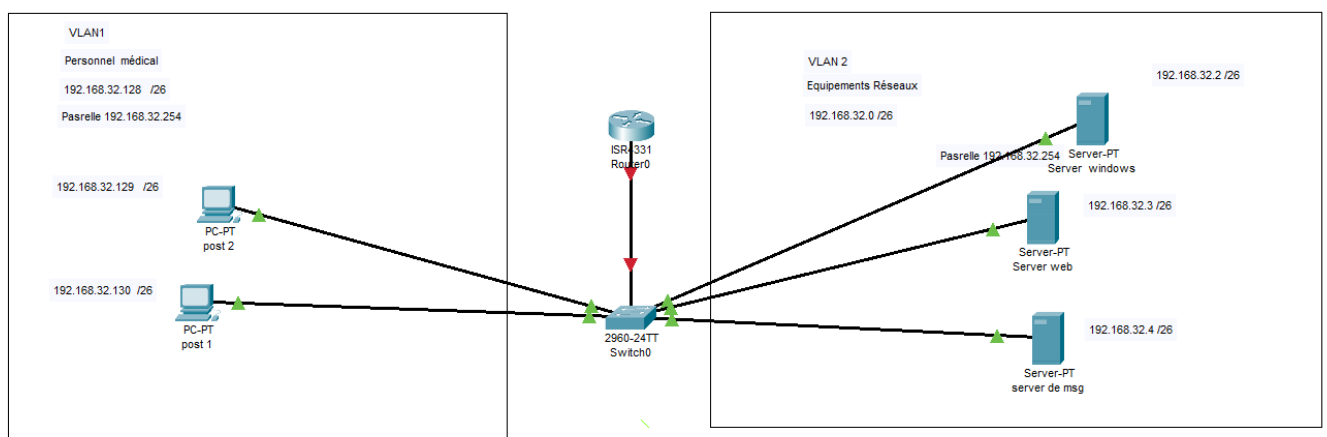 VLAN1
Personnel médical
192.168.32.128 /26
Pasrelle 192.168.32.254
192.168.32.129 /26
PC-PT
post 2
192.168.32.130 /26
PC-PT
post 1
ISR4331
Router0
2960-24TT
Switch0
VLAN 2
Equipements Réseaux
192.168.32.0 /26
Pasrelle 192.168.32.254
192.168.32.2 /26
Server-PT
Server windows
192.168.32.3 /26
Server-PT
Server web
192.168.32.4 /26
Server-PT
server de msg